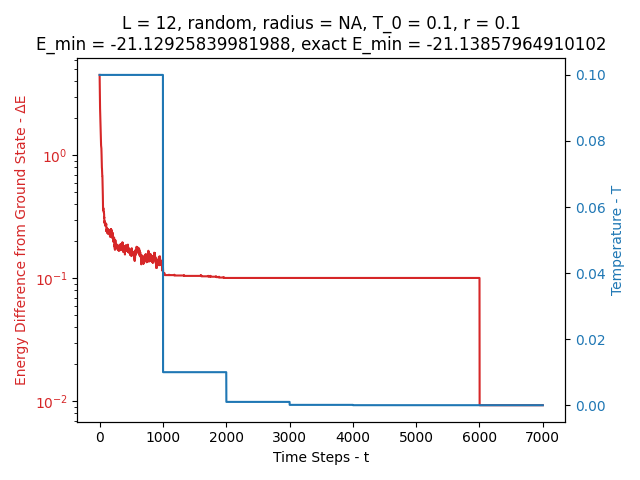 L = 12, random, radius = NA, T_0 = 0.1, r = 0.1
E_min = -21.12925839981988, exact E_min = -21.13857964910102
Energy Difference from Ground State - ΔE
10^0
10^-1
10^-2
0.10
0.08
0.06
0.04
0.02
0.00
Temperature - T
0 1000 2000 3000 4000 5000 6000 7000
Time Steps - t